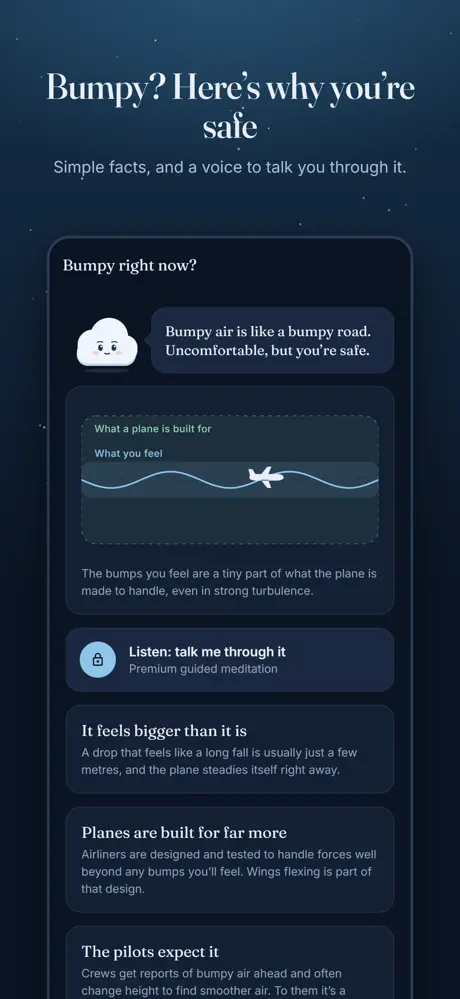 Bumpy? Here’s why you’re
safe
Simple facts, and a voice to talk you through it.
Bumpy right now?
Bumpy air is like a bumpy road.
Uncomfortable, but you’re safe.
What a plane is built for
What you feel
The bumps you feel are a tiny part of what the plane is
made to handle, even in strong turbulence.
Listen: talk me through it
Premium guided meditation
It feels bigger than it is
A drop that feels like a long fall is usually just a few
metres, and the plane steadies itself right away.
Planes are built for far more
Airliners are designed and tested to handle forces well
beyond any bumps you’ll feel. Wings flexing is part of
that design.
The pilots expect it
Crews get reports of bumpy air ahead and often
change height to find smoother air. To them it’s a